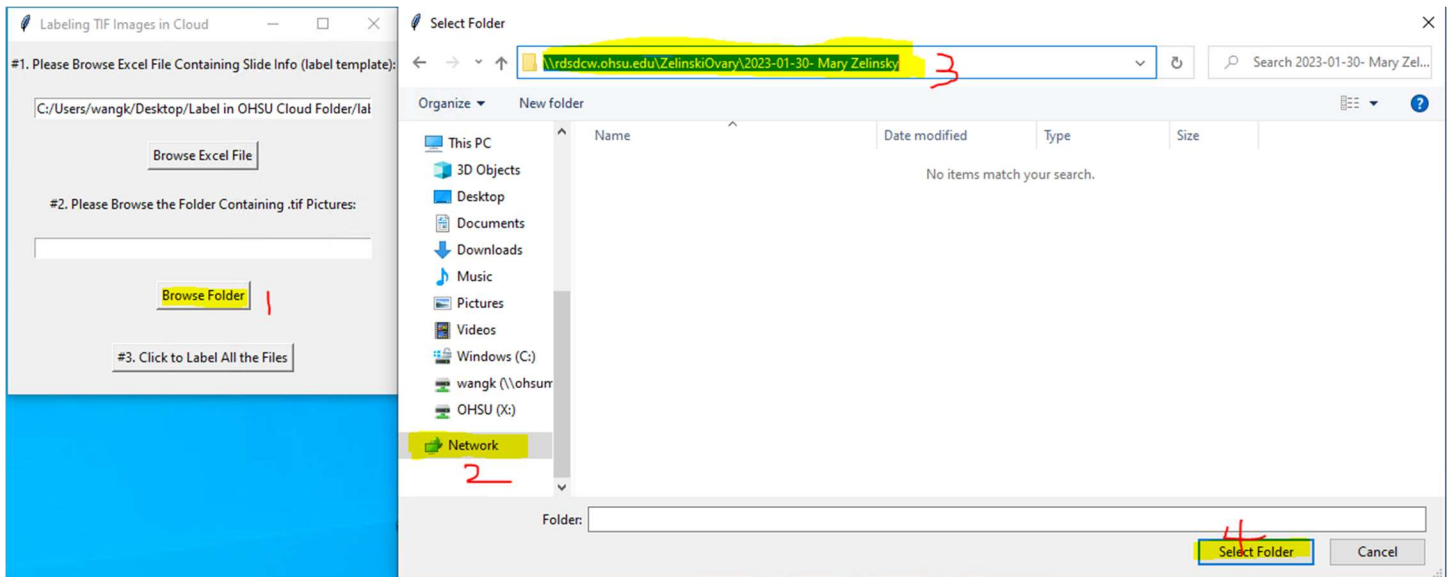 Labeling TIF Images in Cloud
#1. Please Browse Excel File Containing Slide Info (label template):
C:/Users/wangk/Desktop/Label in OHSU Cloud Folder/lal
Browse Excel File
#2. Please Browse the Folder Containing .tif Pictures:
Browse Folder
1
#3. Click to Label All the Files
Select Folder
\\rdsdcw.ohsu.edu\ZelinskiOvary\2023-01-30- Mary Zelinsky
3
Search 2023-01-30- Mary Zel...
Organize
New folder
?
Name
Date modified
Type
Size
No items match your search.
This PC
3D Objects
Desktop
Documents
Downloads
Music
Pictures
Videos
Windows (C:)
wangk (\\ohsum
OHSU (X:)
Network
2
Folder:
4
Select Folder
Cancel